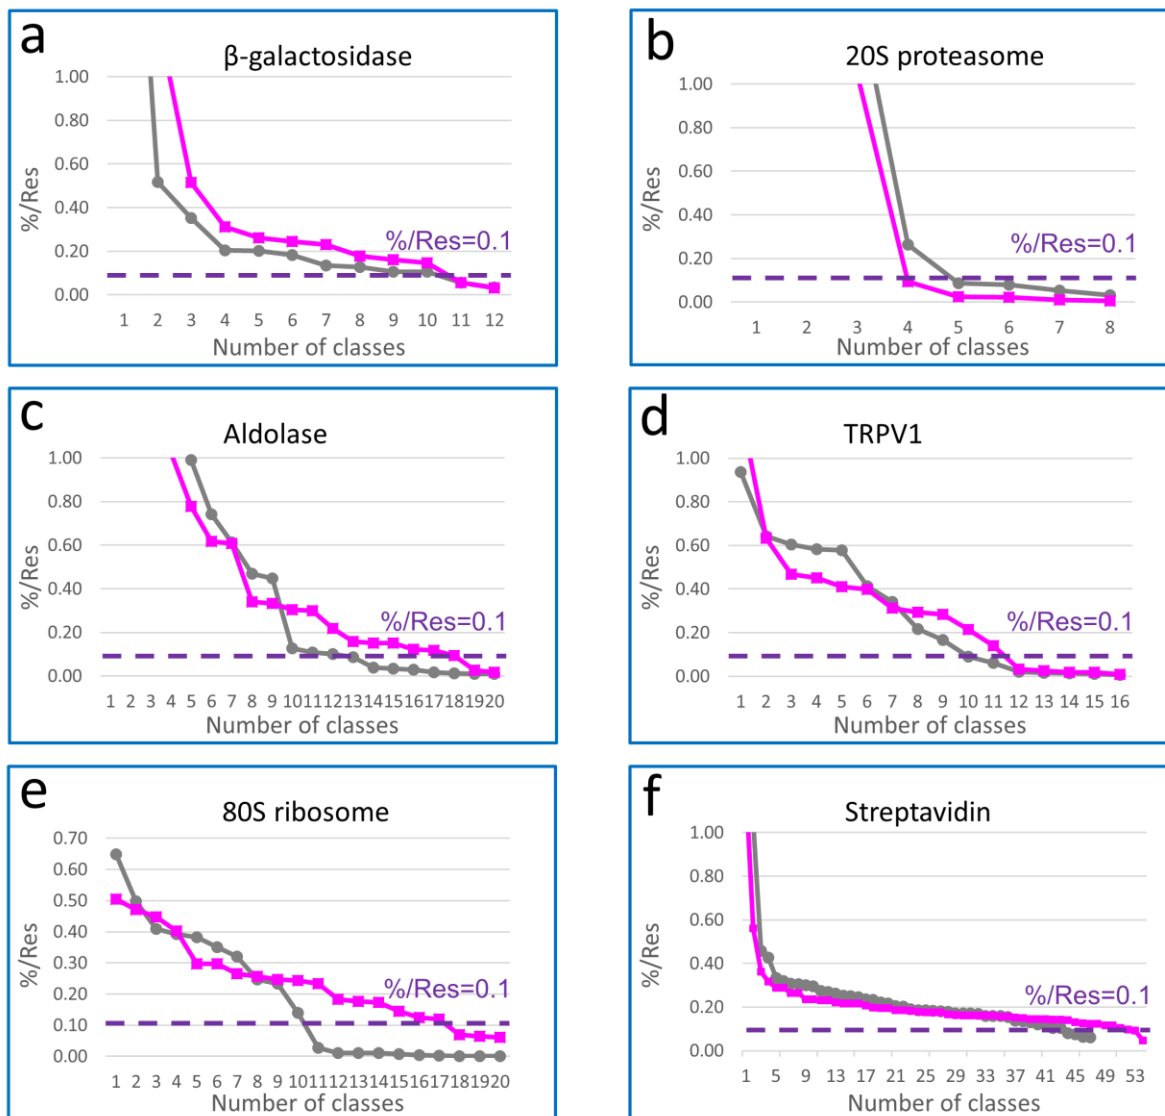 a
β-galactosidase
1.00
0.80
0.60
0.40
0.20
0.00
%/Res
%/Res=0.1
1 2 3 4 5 6 7 8 9 10 11 12
Number of classes
b
20S proteasome
1.00
0.80
0.60
0.40
0.20
0.00
%/Res
%/Res=0.1
1 2 3 4 5 6 7 8
Number of classes
c
Aldolase
1.00
0.80
0.60
0.40
0.20
0.00
%/Res
%/Res=0.1
1 2 3 4 5 6 7 8 9 10 11 12 13 14 15 16 17 18 19 20
Number of classes
d
TRPV1
1.00
0.80
0.60
0.40
0.20
0.00
%/Res
%/Res=0.1
1 2 3 4 5 6 7 8 9 10 11 12 13 14 15 16
Number of classes
e
80S ribosome
0.70
0.60
0.50
0.40
0.30
0.20
0.10
0.00
%/Res
%/Res=0.1
1 2 3 4 5 6 7 8 9 10 11 12 13 14 15 16 17 18 19 20
Number of classes
f
Streptavidin
1.00
0.80
0.60
0.40
0.20
0.00
%/Res
%/Res=0.1
1 5 9 13 17 21 25 29 33 37 41 45 49 53
Number of classes